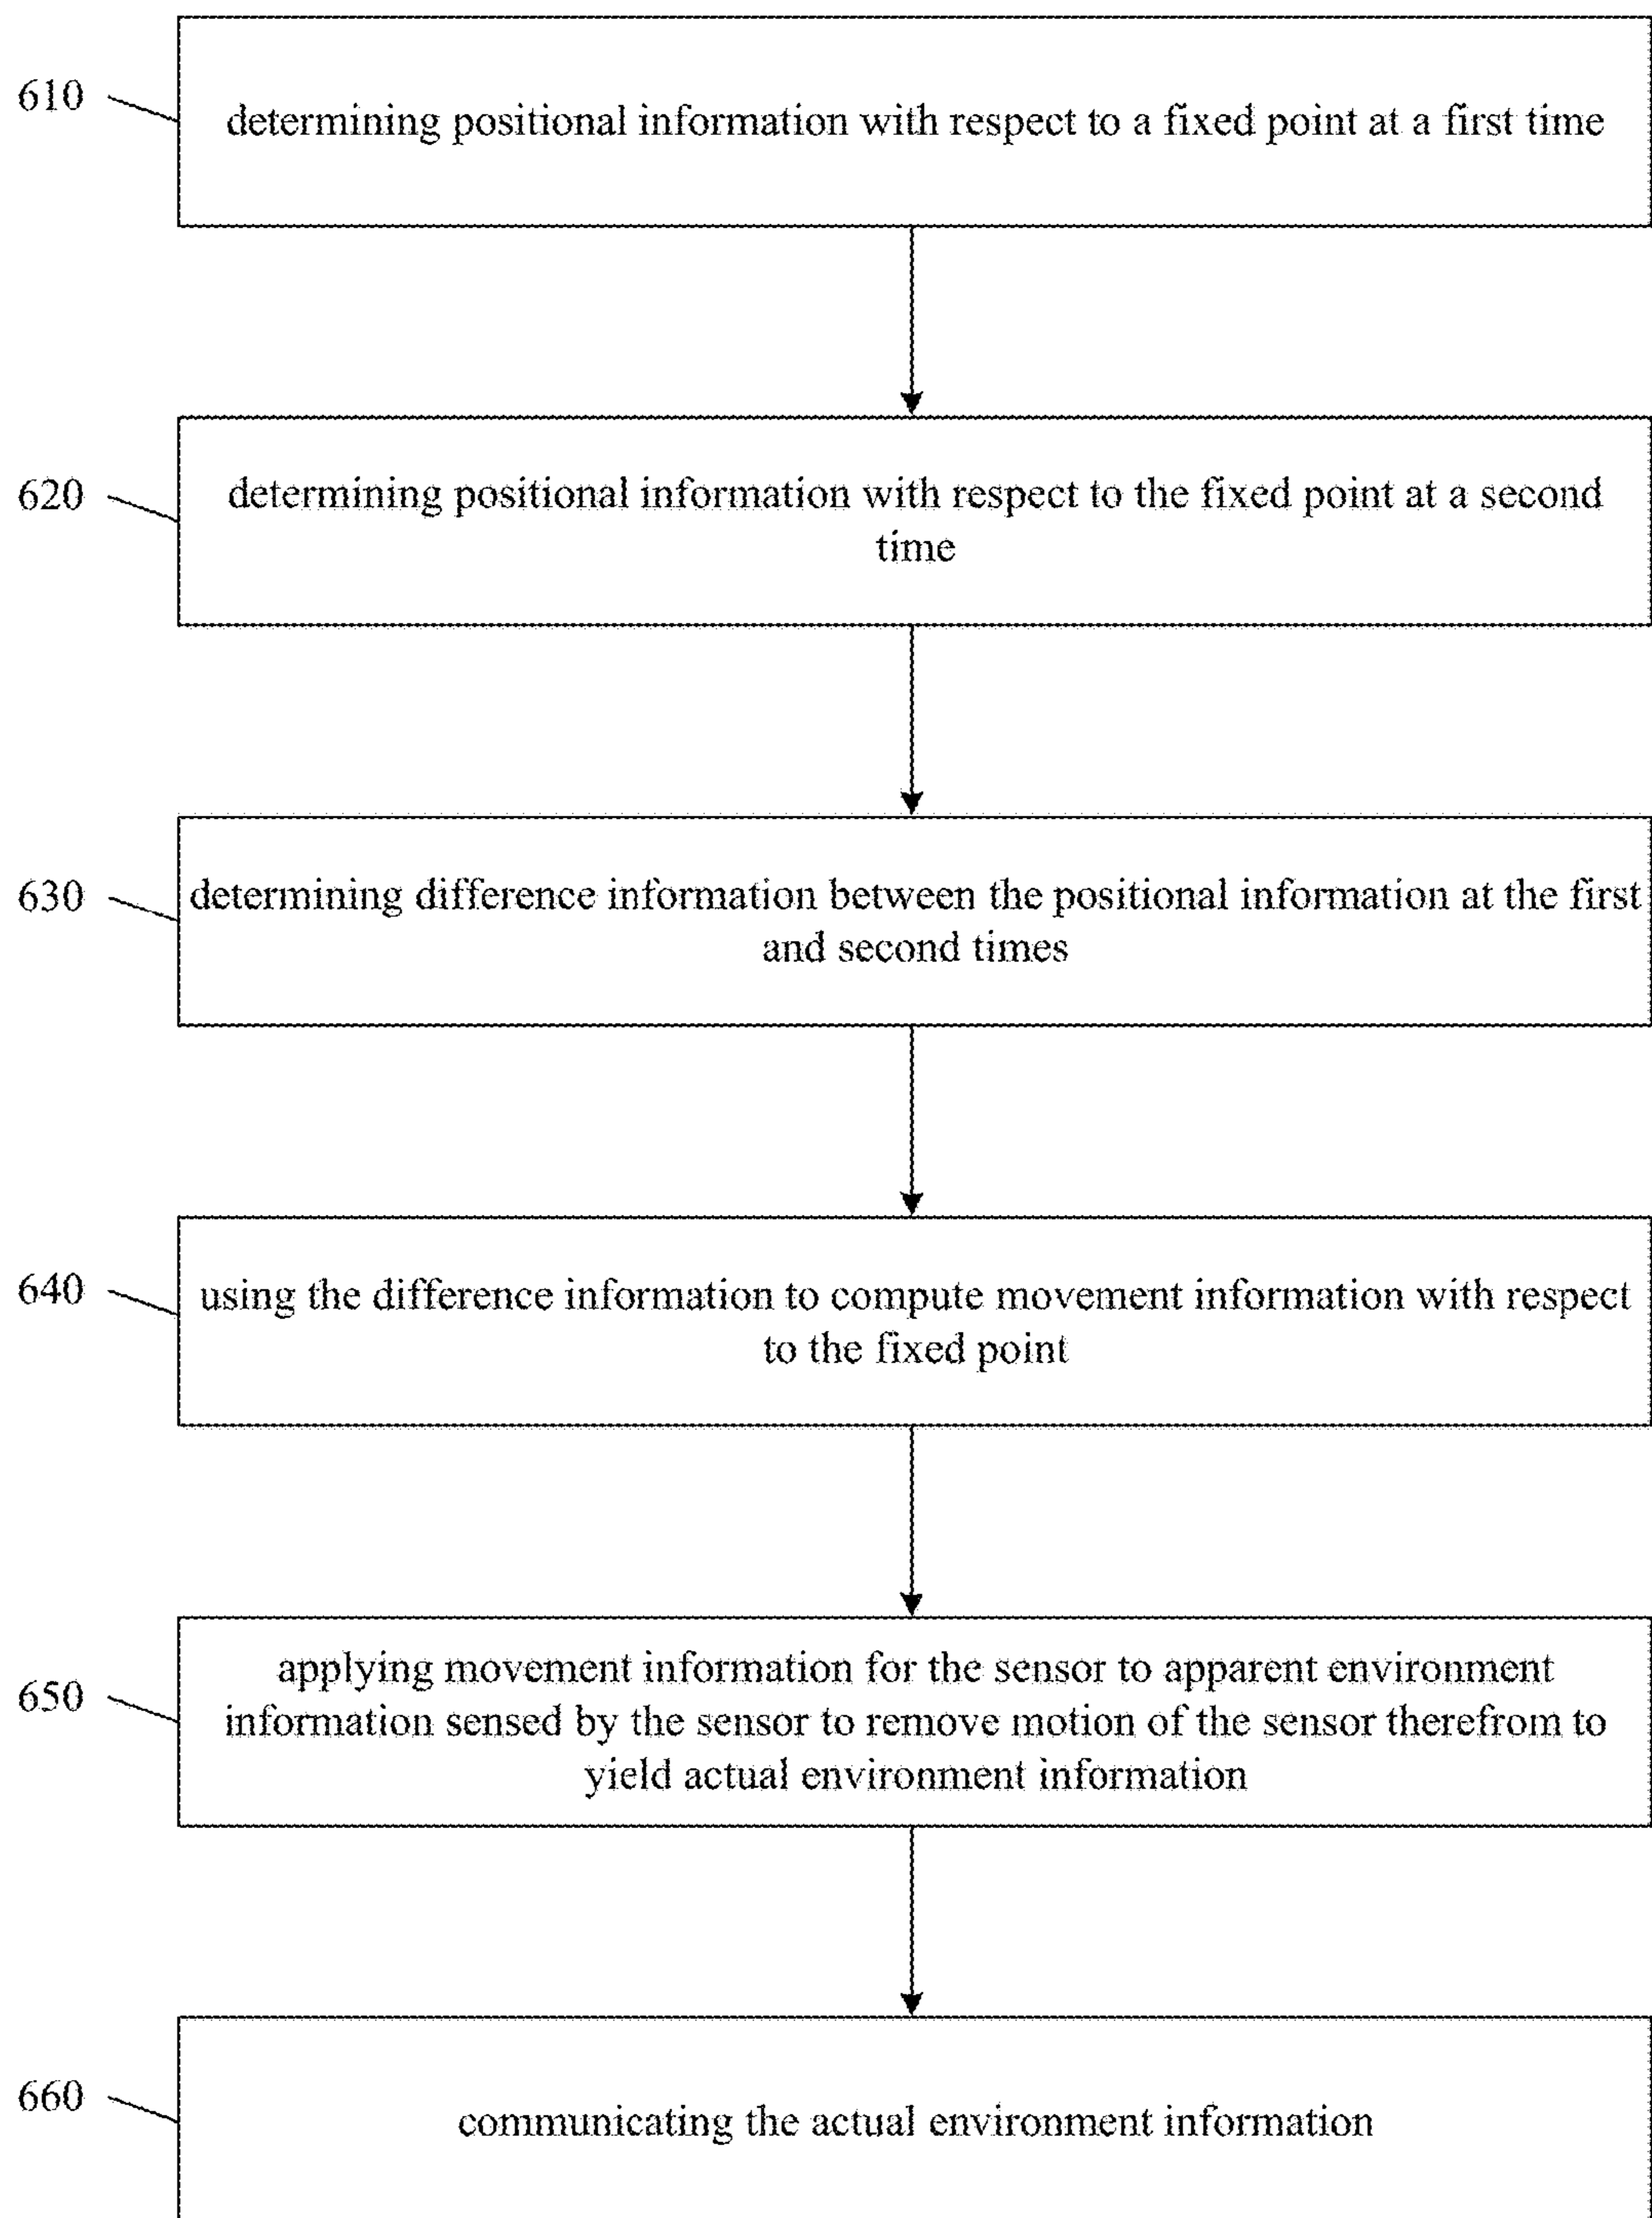 610
determining positional information with respect to a fixed point at a first time
620
determining positional information with respect to the fixed point at a second
time
630
determining difference information between the positional information at the first
and second times
640
using the difference information to compute movement information with respect
to the fixed point
650
applying movement information for the sensor to apparent environment
information sensed by the sensor to remove motion of the sensor therefrom to
yield actual environment information
660
communicating the actual environment information